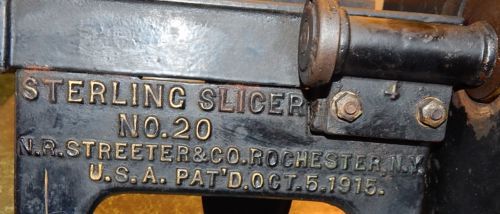 STERLING SLICER
NO.20
N.R.STREETER&CO.ROCHESTER,N.Y.
U.S.A. PAT'D.OCT.5.1915.
4